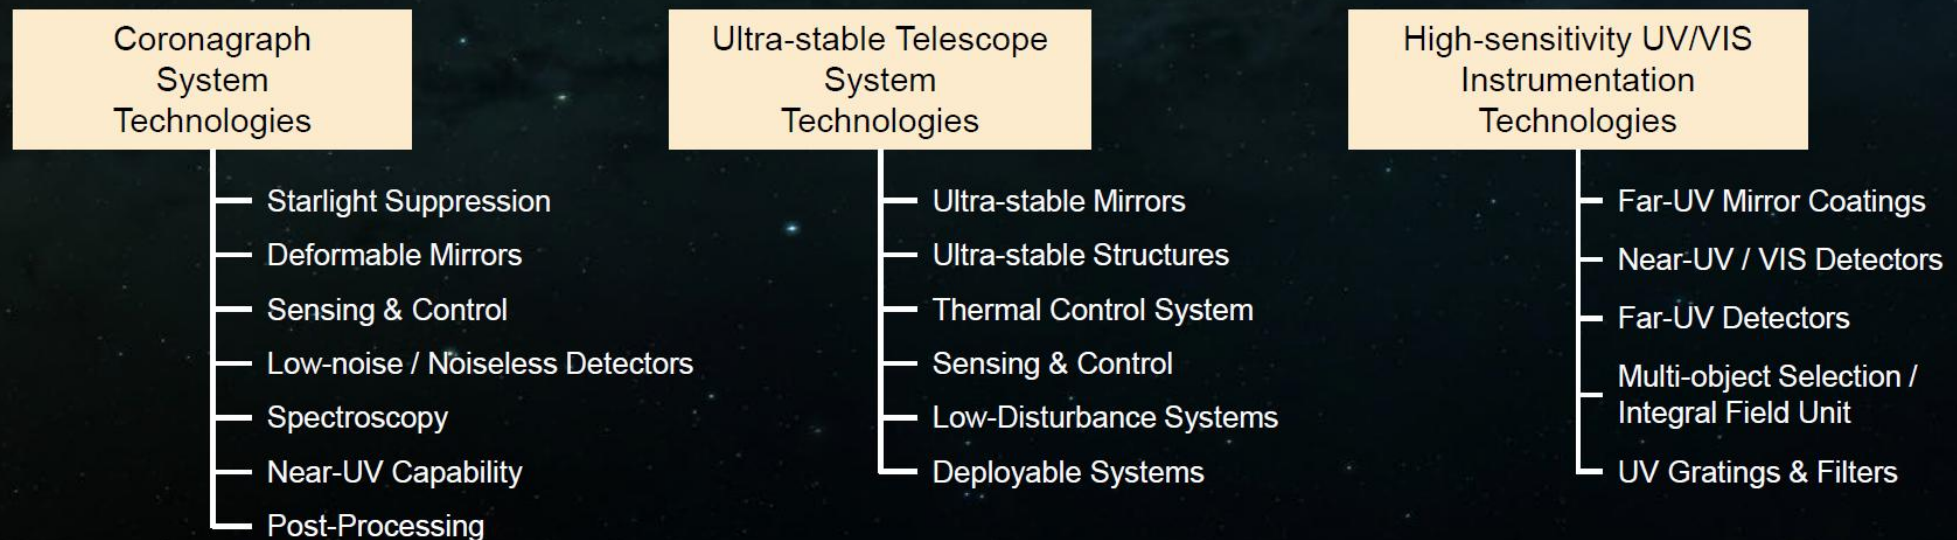 Coronagraph
System
Technologies
Starlight Suppression
Deformable Mirrors
Sensing & Control
Low-noise / Noiseless Detectors
Spectroscopy
Near-UV Capability
Post-Processing
Ultra-stable Telescope
System
Technologies
Ultra-stable Mirrors
Ultra-stable Structures
Thermal Control System
Sensing & Control
Low-Disturbance Systems
Deployable Systems
High-sensitivity UV/VIS
Instrumentation
Technologies
Far-UV Mirror Coatings
Near-UV / VIS Detectors
Far-UV Detectors
Multi-object Selection /
Integral Field Unit
UV Gratings & Filters